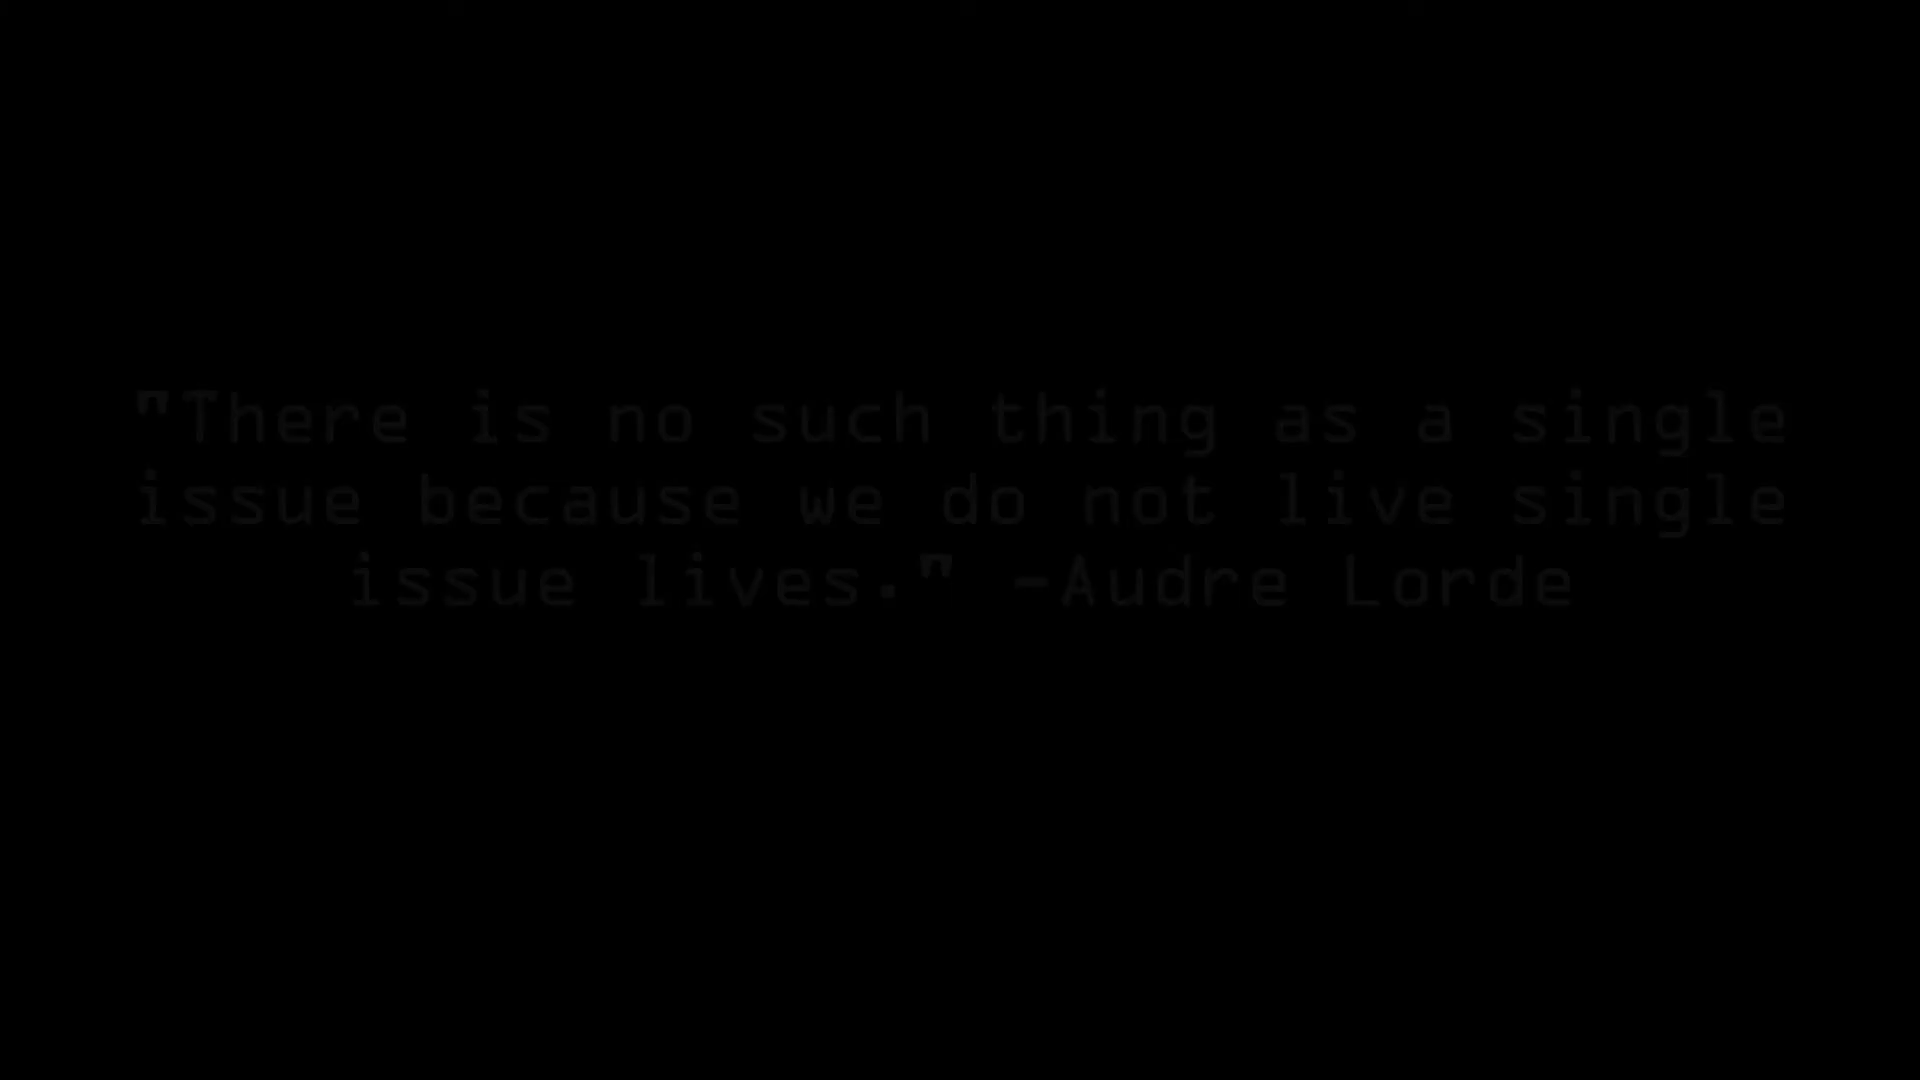 "There is no such thing as a single
issue because we do not live single
issue lives." -Audre Lorde